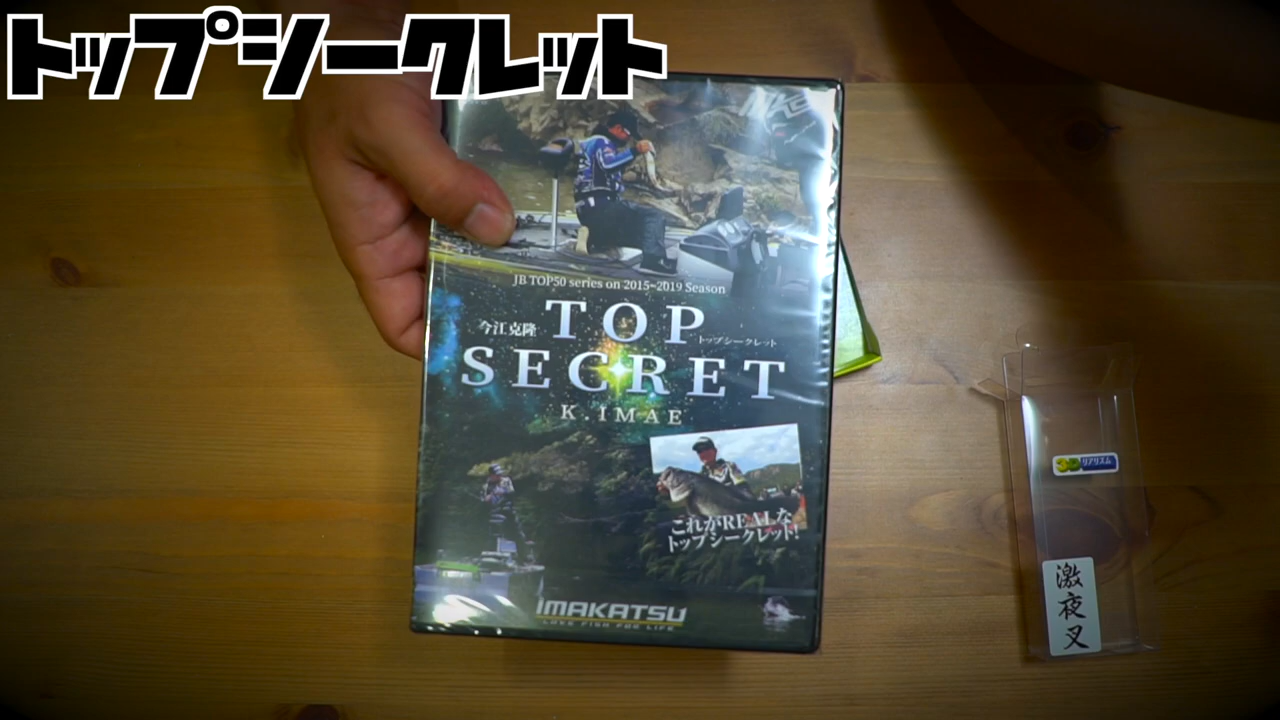 トップシークレット
JB TOP50 series on 2015~2019 Season
今江克隆
TOP
トップシークレット
SECRET
K.IMAE
これがREALな
トップシークレット!
IMAKATSU
LOVE FISH FOR LIFE
3D リアリズム
激夜叉